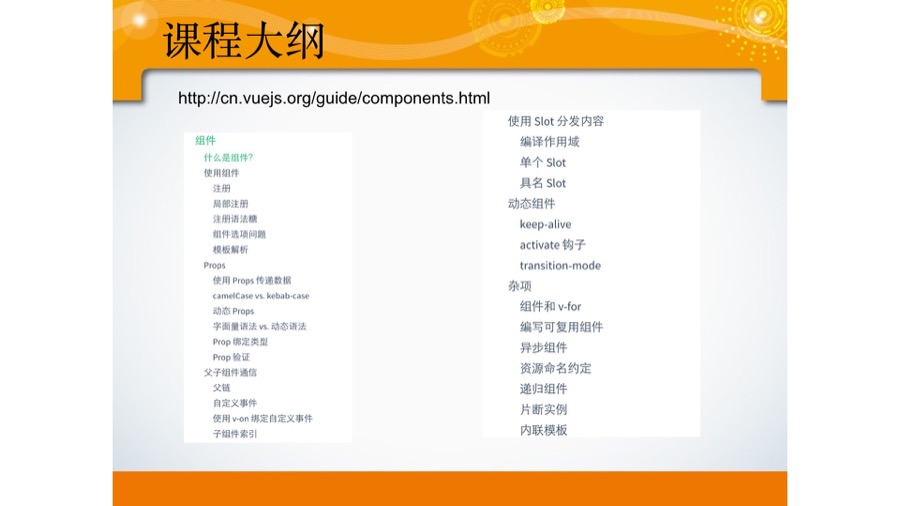 课程大纲
http://cn.vuejs.org/guide/components.html
组件
什么是组件?
使用组件
注册
局部注册
注册语法糖
组件选项问题
模板解析
Props
使用 Props 传递数据
camelCase vs. kebab-case
动态 Props
字面量语法 vs. 动态语法
Prop 绑定类型
Prop 验证
父子组件通信
父链
自定义事件
使用 v-on 绑定自定义事件
子组件索引
使用 Slot 分发内容
编译作用域
单个 Slot
具名 Slot
动态组件
keep-alive
activate 钩子
transition-mode
杂项
组件和 v-for
编写可复用组件
异步组件
资源命名约定
递归组件
片断实例
内联模板